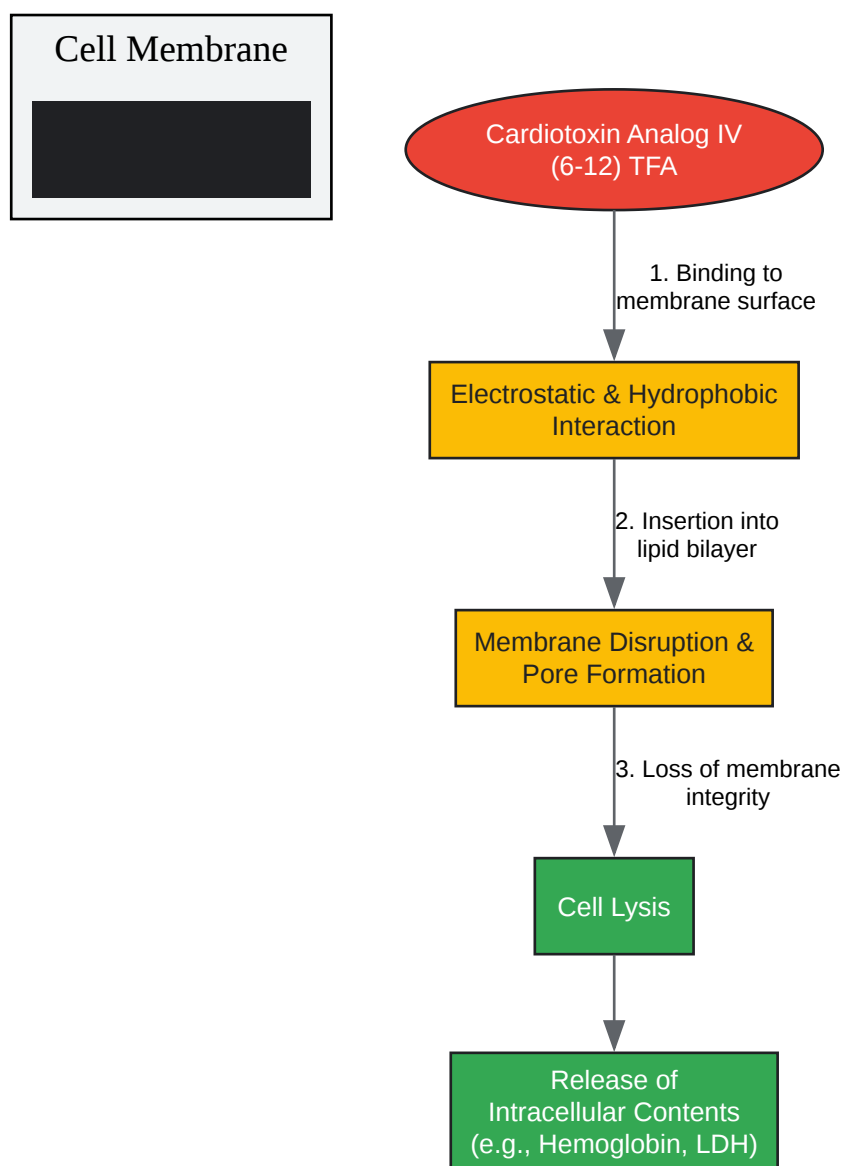 Cell Membrane
Cardiotoxin Analog IV
(6-12) TFA
1. Binding to
membrane surface
Electrostatic & Hydrophobic
Interaction
2. Insertion into
lipid bilayer
Membrane Disruption &
Pore Formation
3. Loss of membrane
integrity
Cell Lysis
Release of
Intracellular Contents
(e.g., Hemoglobin, LDH)